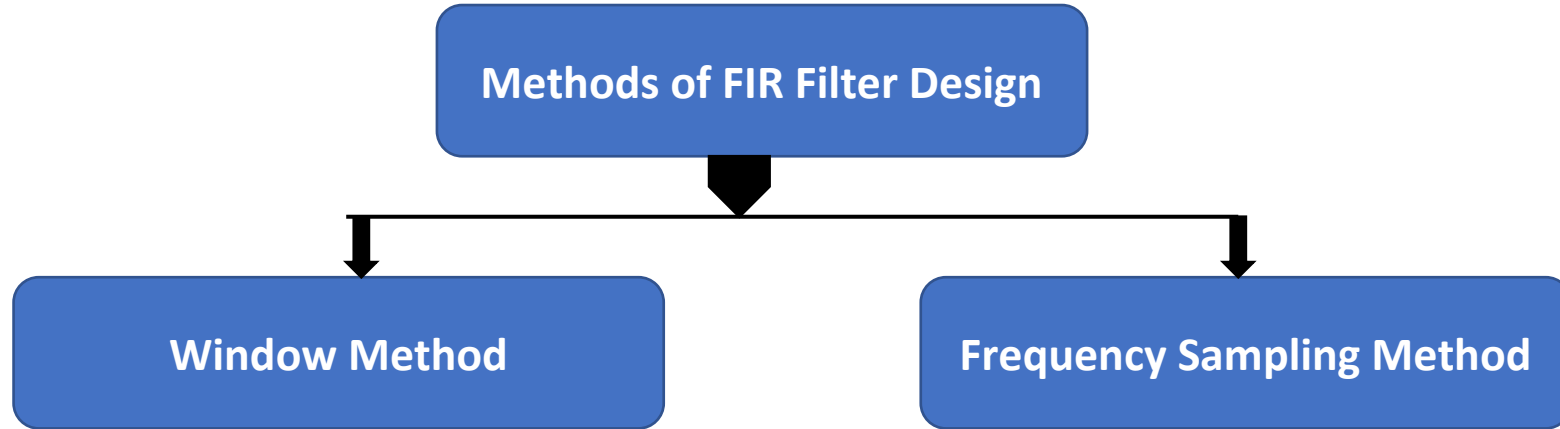 Methods of FIR Filter Design
Window Method
Frequency Sampling Method